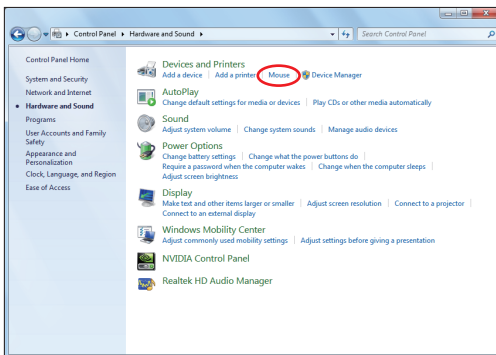 Control Panel ▸ Hardware and Sound ▸
Search Control Panel
Control Panel Home
System and Security
Network and Internet
Hardware and Sound
Programs
User Accounts and Family
Safety
Appearance and
Personalization
Clock, Language, and Region
Ease of Access
Devices and Printers
Add a device | Add a printer | Mouse | Device Manager
AutoPlay
Change default settings for media or devices | Play CDs or other media automatically
Sound
Adjust system volume | Change system sounds | Manage audio devices
Power Options
Change battery settings | Change what the power buttons do |
Require a password when the computer wakes | Change when the computer sleeps |
Adjust screen brightness
Display
Make text and other items larger or smaller | Adjust screen resolution | Connect to a projector |
Connect to an external display
Windows Mobility Center
Adjust commonly used mobility settings | Adjust settings before giving a presentation
NVIDIA Control Panel
Realtek HD Audio Manager